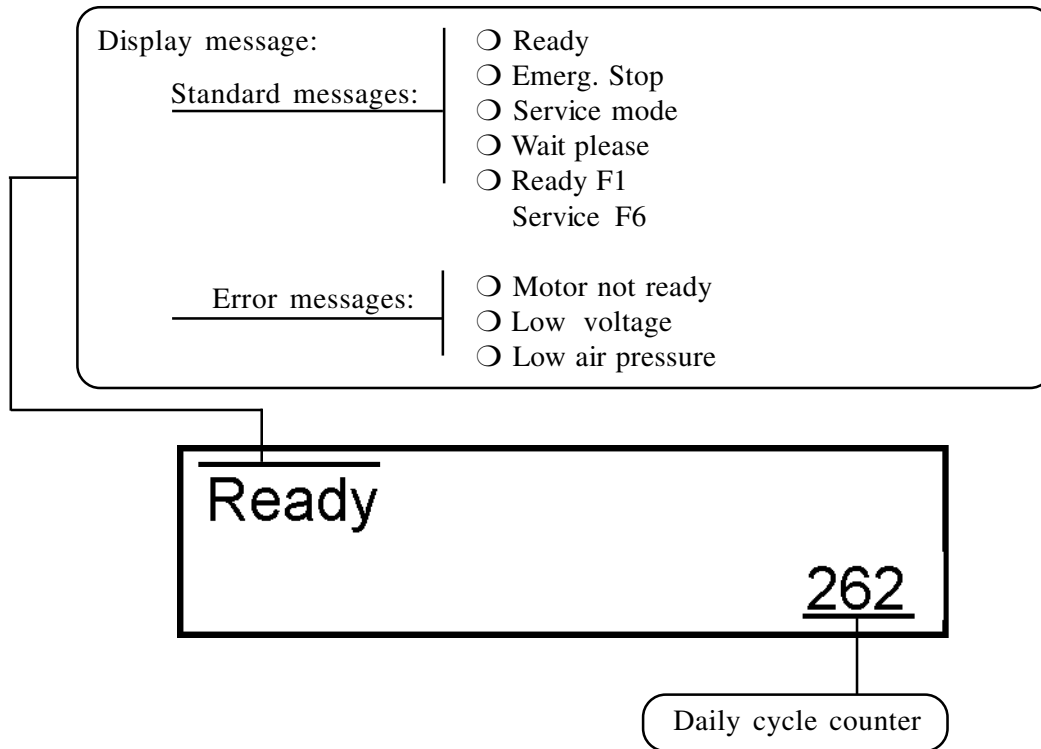 Display message:
Standard messages:
❍ Ready
❍ Emerg. Stop
❍ Service mode
❍ Wait please
❍ Ready F1
Service F6
Error messages:
❍ Motor not ready
❍ Low voltage
❍ Low air pressure
Ready
262
Daily cycle counter